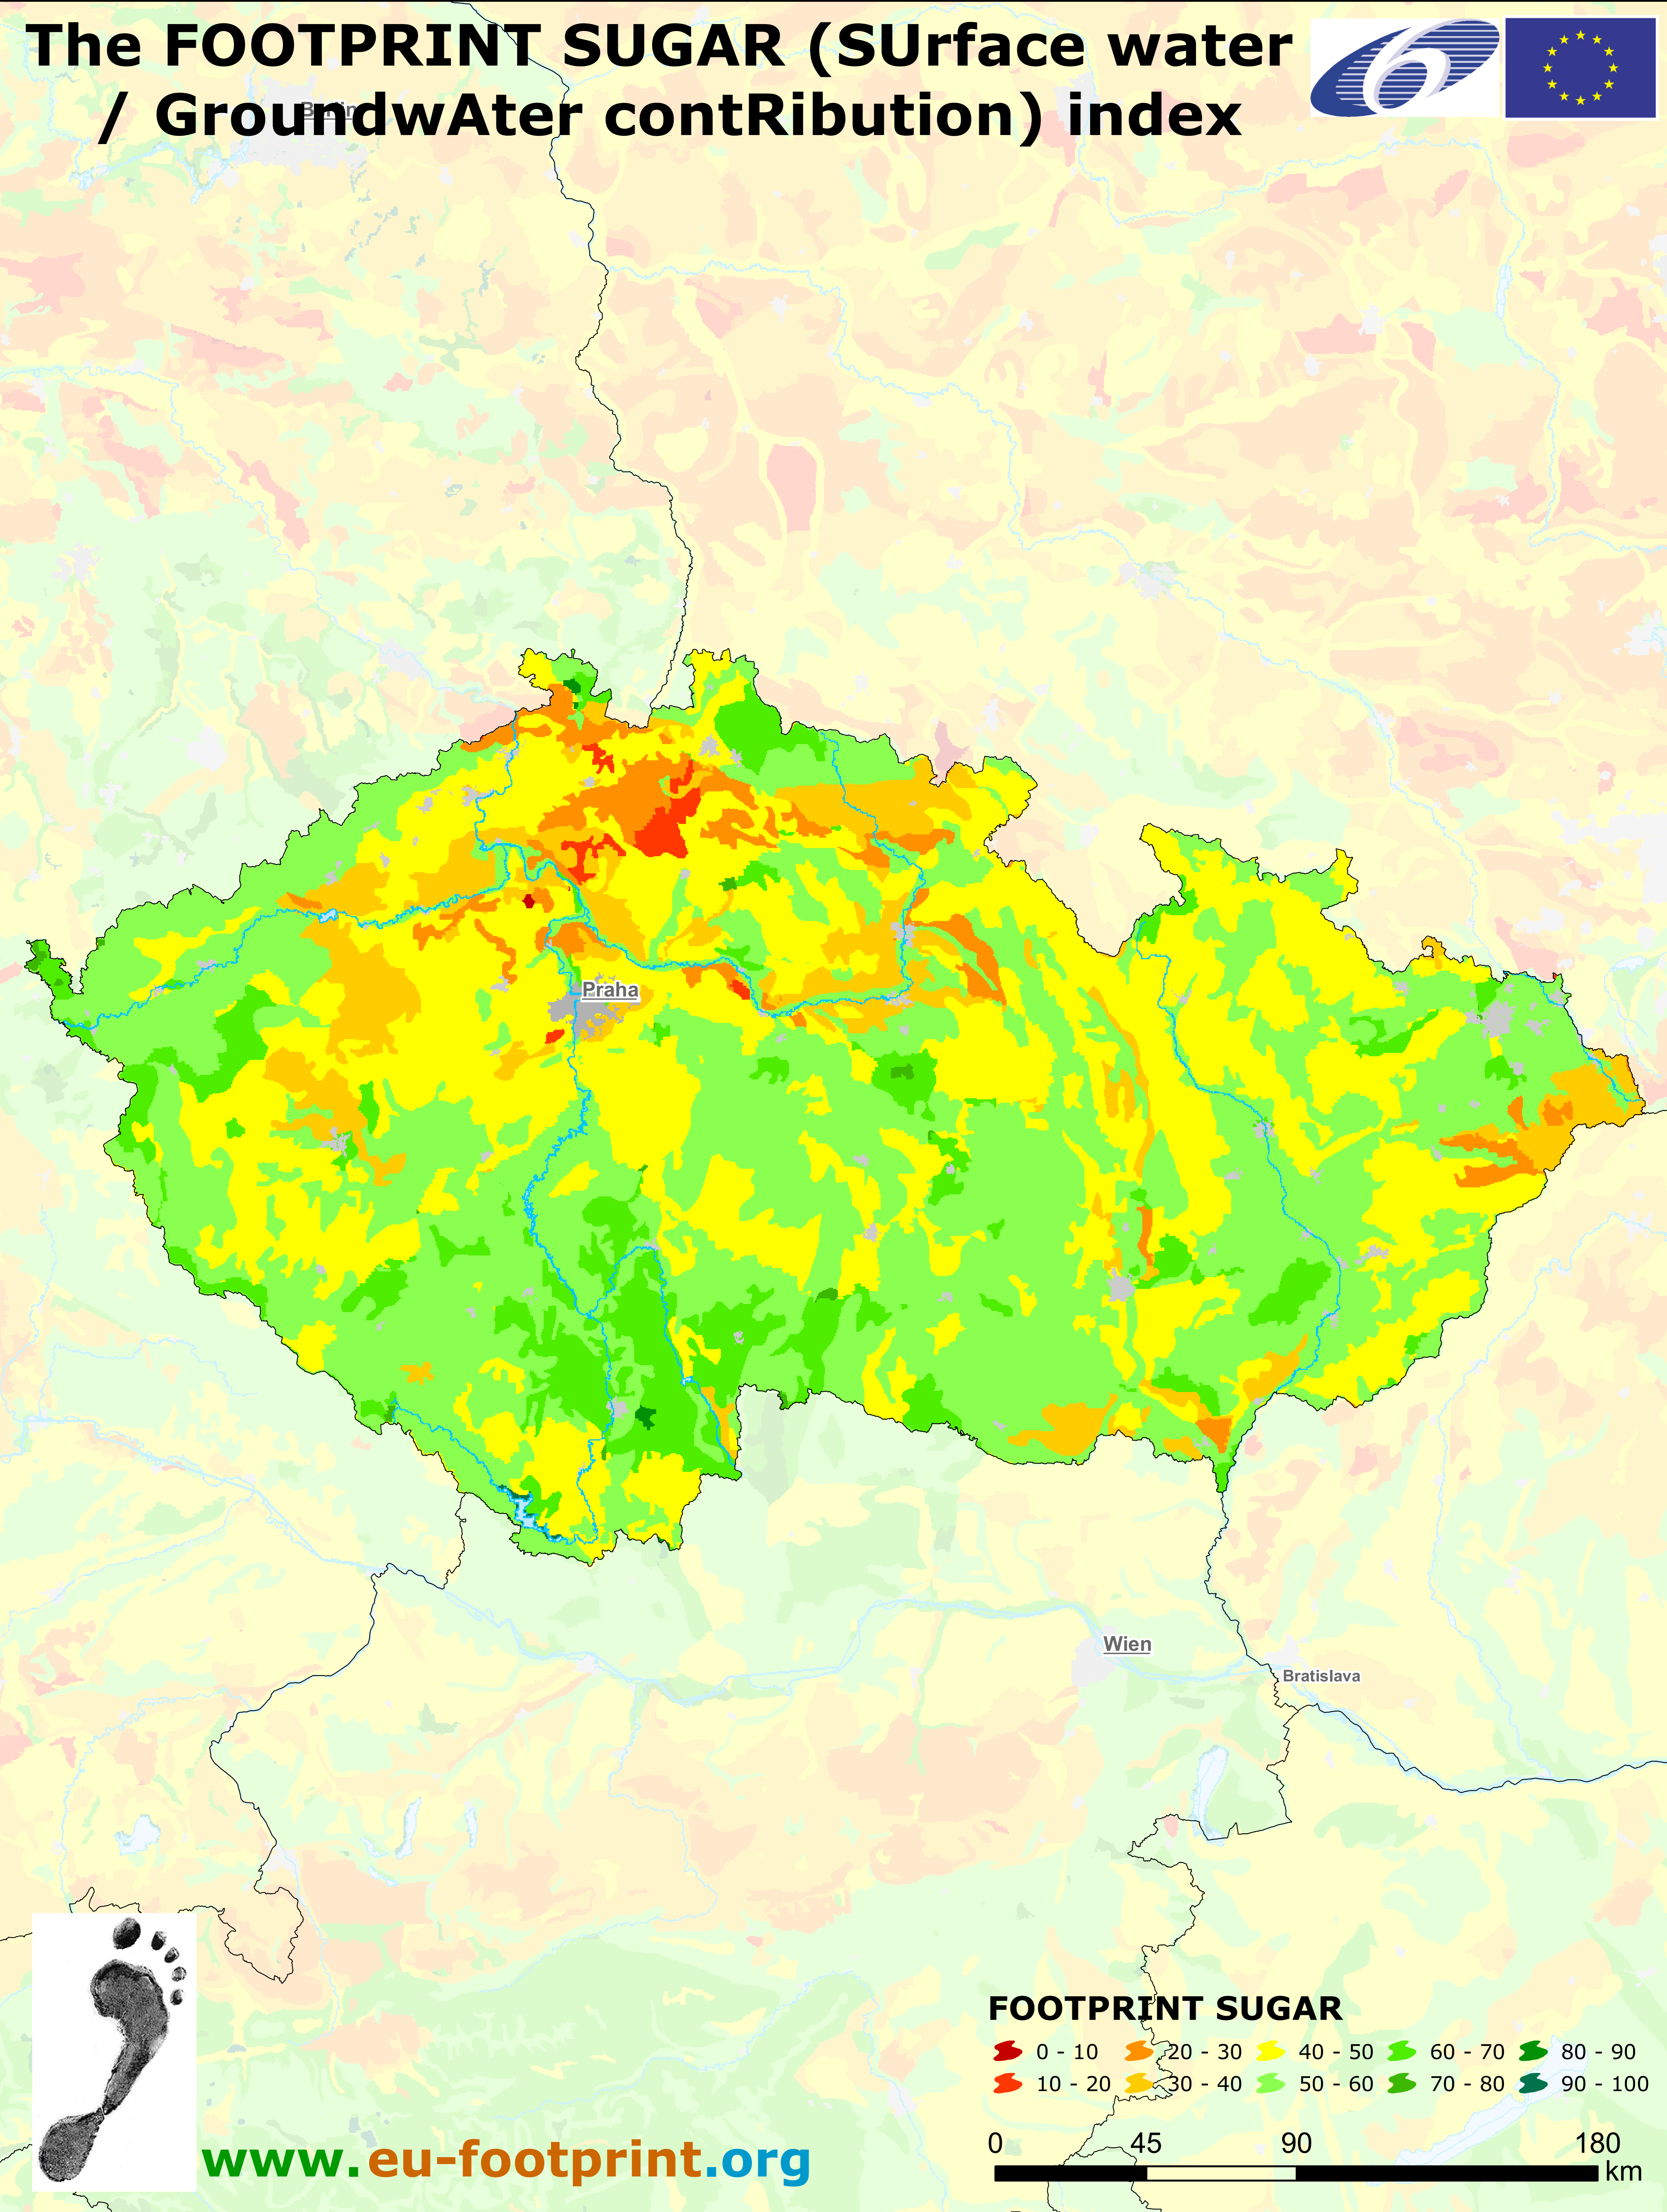 The FOOTPRINT SUGAR (SUrface water
/ GroundwAter contRibution) index
Berlin
Praha
Wien
Bratislava
FOOTPRINT SUGAR
0 - 10
20 - 30
40 - 50
60 - 70
80 - 90
10 - 20
30 - 40
50 - 60
70 - 80
90 - 100
0 45 90 180
km
www.eu-footprint.org